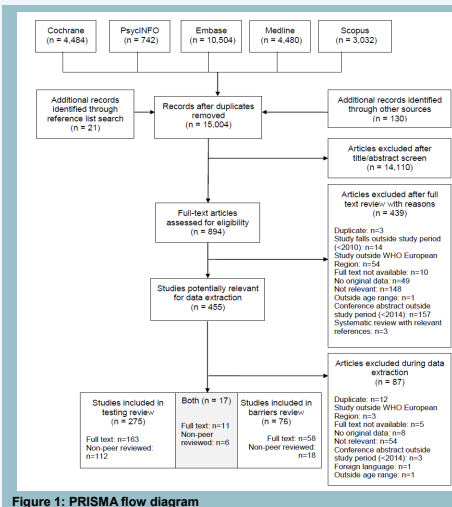 Cochrane
(n = 4,484)
PsycINFO
(n = 742)
Embase
(n = 10,504)
Medline
(n = 4,480)
Scopus
(n = 3,032)
Additional records
identified through
reference list search
(n = 21)
Records after duplicates
removed
(n = 15,004)
Additional records identified
through other sources
(n = 130)
Articles excluded after
title/abstract screen
(n = 14,110)
Full-text articles
assessed for eligibility
(n = 894)
Articles excluded after full
text review with reasons
(n = 439)
Duplicate: n=3
Study falls outside study period
(<2010): n=14
Study outside WHO European
Region: n=54
Full text not available: n=10
No original data: n=49
Not relevant: n=148
Outside age range: n=1
Conference abstract outside
study period (<2014): n=157
Systematic review with relevant
references: n=3
Studies potentially relevant
for data extraction
(n = 455)
Articles excluded during data
extraction
(n = 87)
Duplicate: n=12
Study outside WHO European
Region: n=3
Full text not available: n=5
No original data: n=8
Not relevant: n=54
Conference abstract outside
study period (<2014): n=3
Foreign language: n=1
Outside age range: n=1
Studies included in
testing review
(n = 275)
Full text: n=163
Non-peer reviewed:
n=112
Both (n = 17)
Full text: n=11
Non-peer
reviewed: n=6
Studies included in
barriers review
(n = 76)
Full text: n=58
Non-peer reviewed:
n=18
Figure 1: PRISMA flow diagram